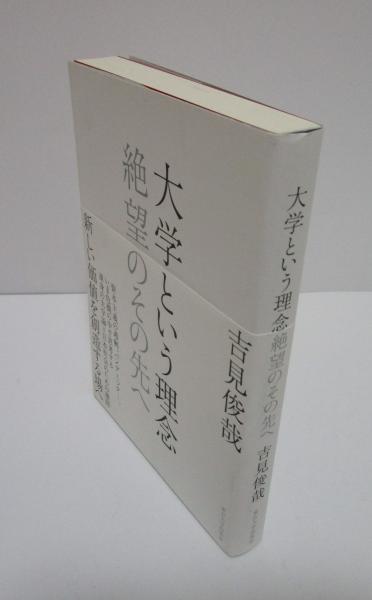 大学という理念
絶望のその先へ
吉見俊哉
新しい価値を創造する場へ
大学という理念 絶望のその先へ 吉見俊哉